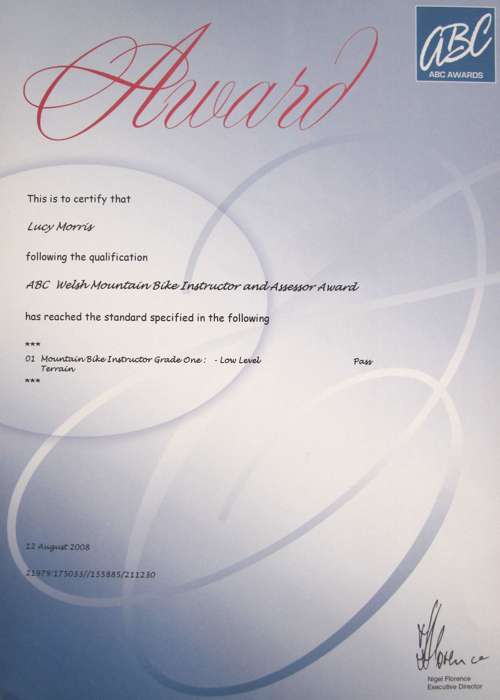 Award
ABC
ABC AWARDS
This is to certify that
Lucy Morris
following the qualification
ABC Welsh Mountain Bike Instructor and Assessor Award
has reached the standard specified in the following
***
01 Mountain Bike Instructor Grade One : - Low Level Pass
Terrain
***
12 August 2008
21979/175033//155885/211230
Florence
Nigel Florence
Executive Director